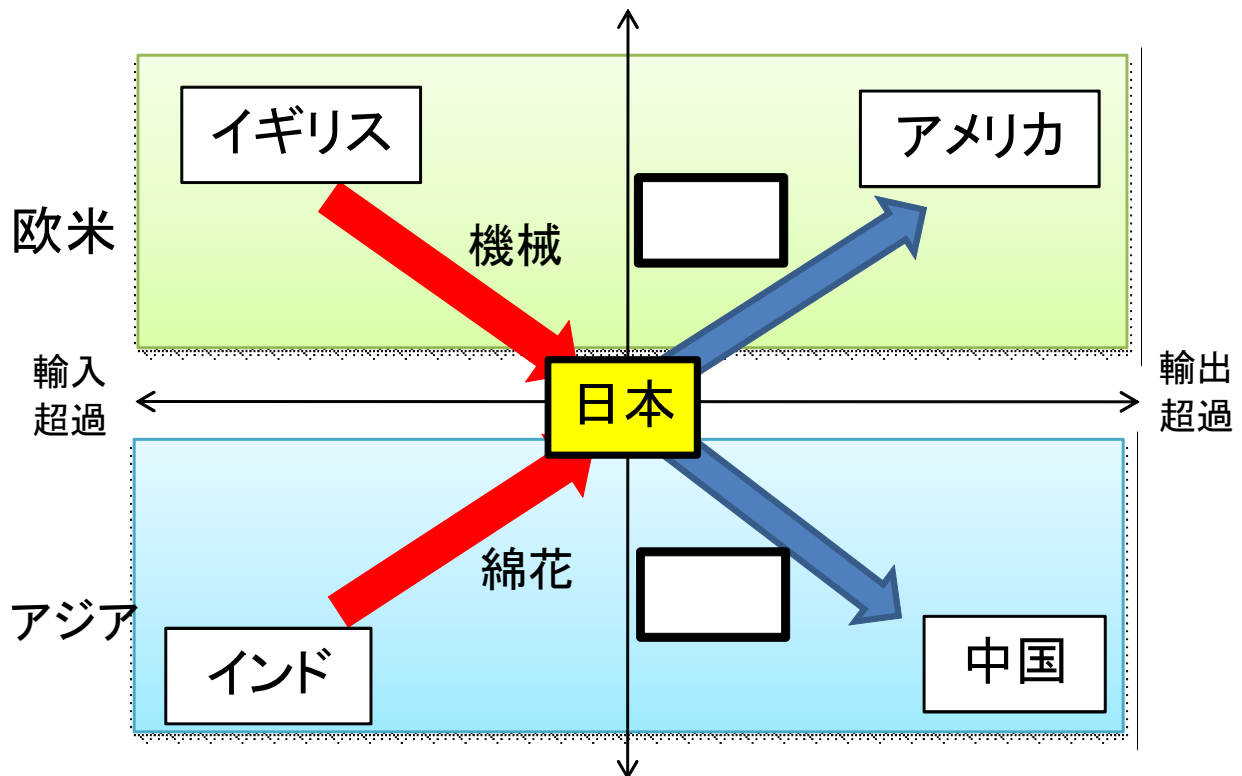 イギリス
アメリカ
欧米
機械
輸入
超過
日本
輸出
超過
綿花
アジア
インド
中国